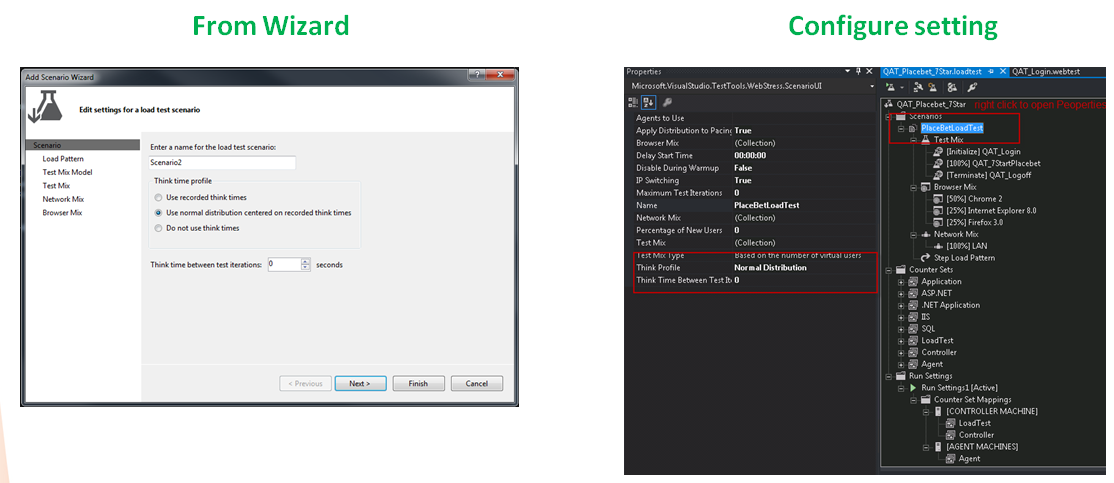 From Wizard
Add Scenario Wizard
Edit settings for a load test scenario
Scenario
Load Pattern
Test Mix Model
Test Mix
Network Mix
Browser Mix
Enter a name for the load test scenario:
Scenario2
Think time profile
Use recorded think times
Use normal distribution centered on recorded think times
Do not use think times
Think time between test iterations: 0 seconds
< Previous Next > Finish Cancel
Configure setting
Properties
Microsoft.VisualStudio.TestTools.WebStress.ScenarioUI
Agents to Use
Apply Distribution to Pacing True
Browser Mix (Collection)
Delay Start Time 00:00:00
Disable During Warmup False
IP Switching True
Maximum Test Iterations 0
Name PlaceBetLoadTest
Network Mix (Collection)
Percentage of New Users 0
Test Mix (Collection)
Test Mix Type Based on the number of virtual users
Think Profile Normal Distribution
Think Time Between Test It 0
QAT_Placebet_7Star.loadtest QAT_Login.webtest
QAT_Placebet_7Star right click to open Peoperties
Scenarios
PlaceBetLoadTest
Test Mix
[Initialize] QAT_Login
[100%] QAT_7StartPlacebet
[Terminate] QAT_Logoff
Browser Mix
[50%] Chrome 2
[25%] Internet Explorer 8.0
[25%] Firefox 3.0
Network Mix
[100%] LAN
Step Load Pattern
Counter Sets
Application
ASP.NET
.NET Application
IIS
SQL
LoadTest
Controller
Agent
Run Settings
Run Settings1 [Active]
Counter Set Mappings
[CONTROLLER MACHINE]
LoadTest
Controller
[AGENT MACHINES]
Agent